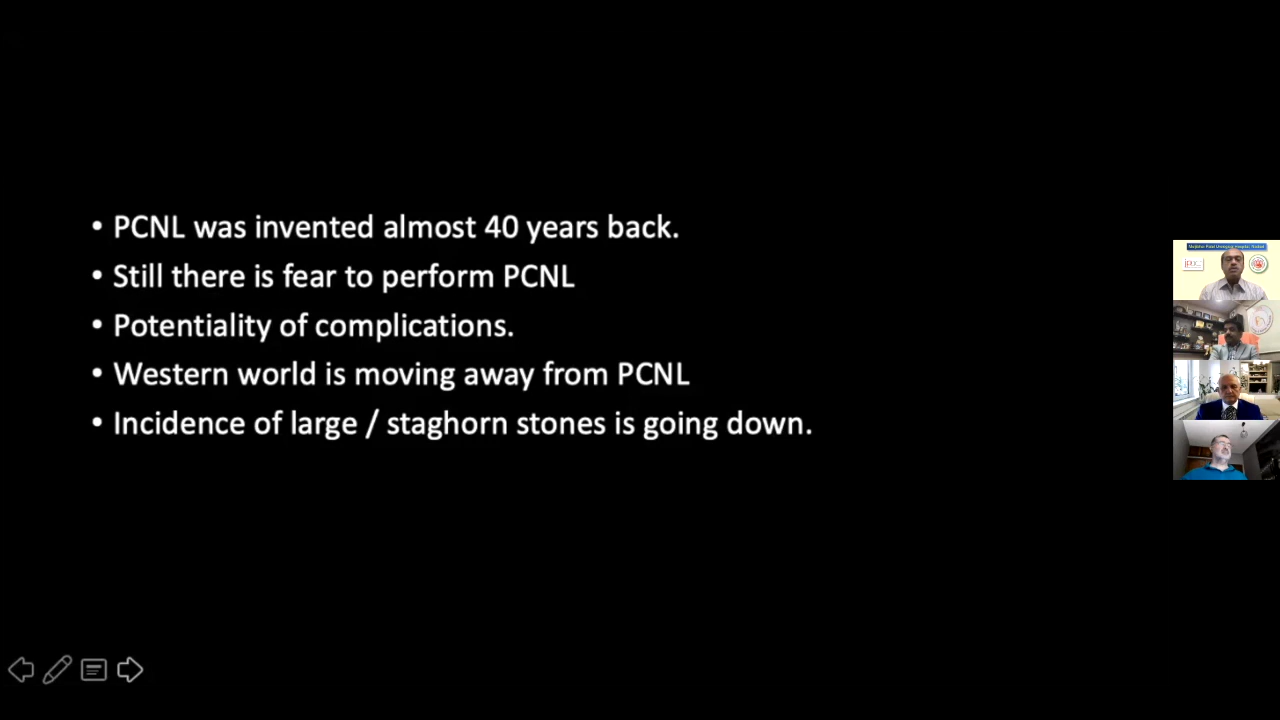 • PCNL was invented almost 40 years back.
• Still there is fear to perform PCNL
• Potentiality of complications.
• Western world is moving away from PCNL
• Incidence of large / staghorn stones is going down.